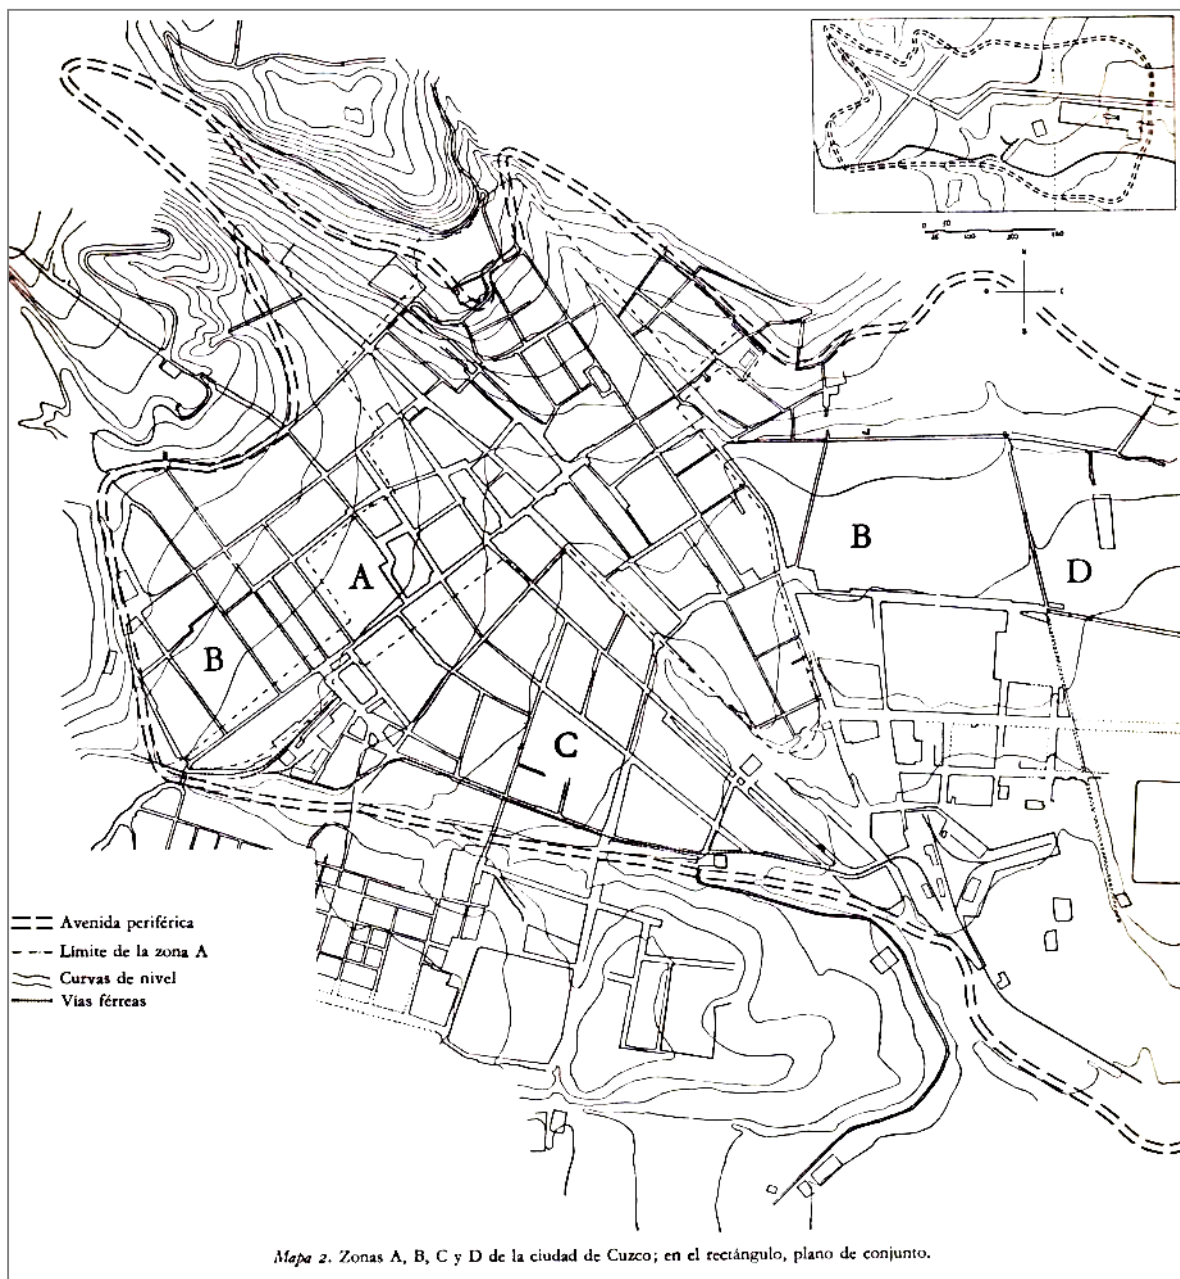 N
A
B
B
D
C
Avenida periférica
Límite de la zona A
Curvas de nivel
Vías férreas
Mapa 2. Zonas A, B, C y D de la ciudad de Cuzco; en el rectángulo, plano de conjunto.